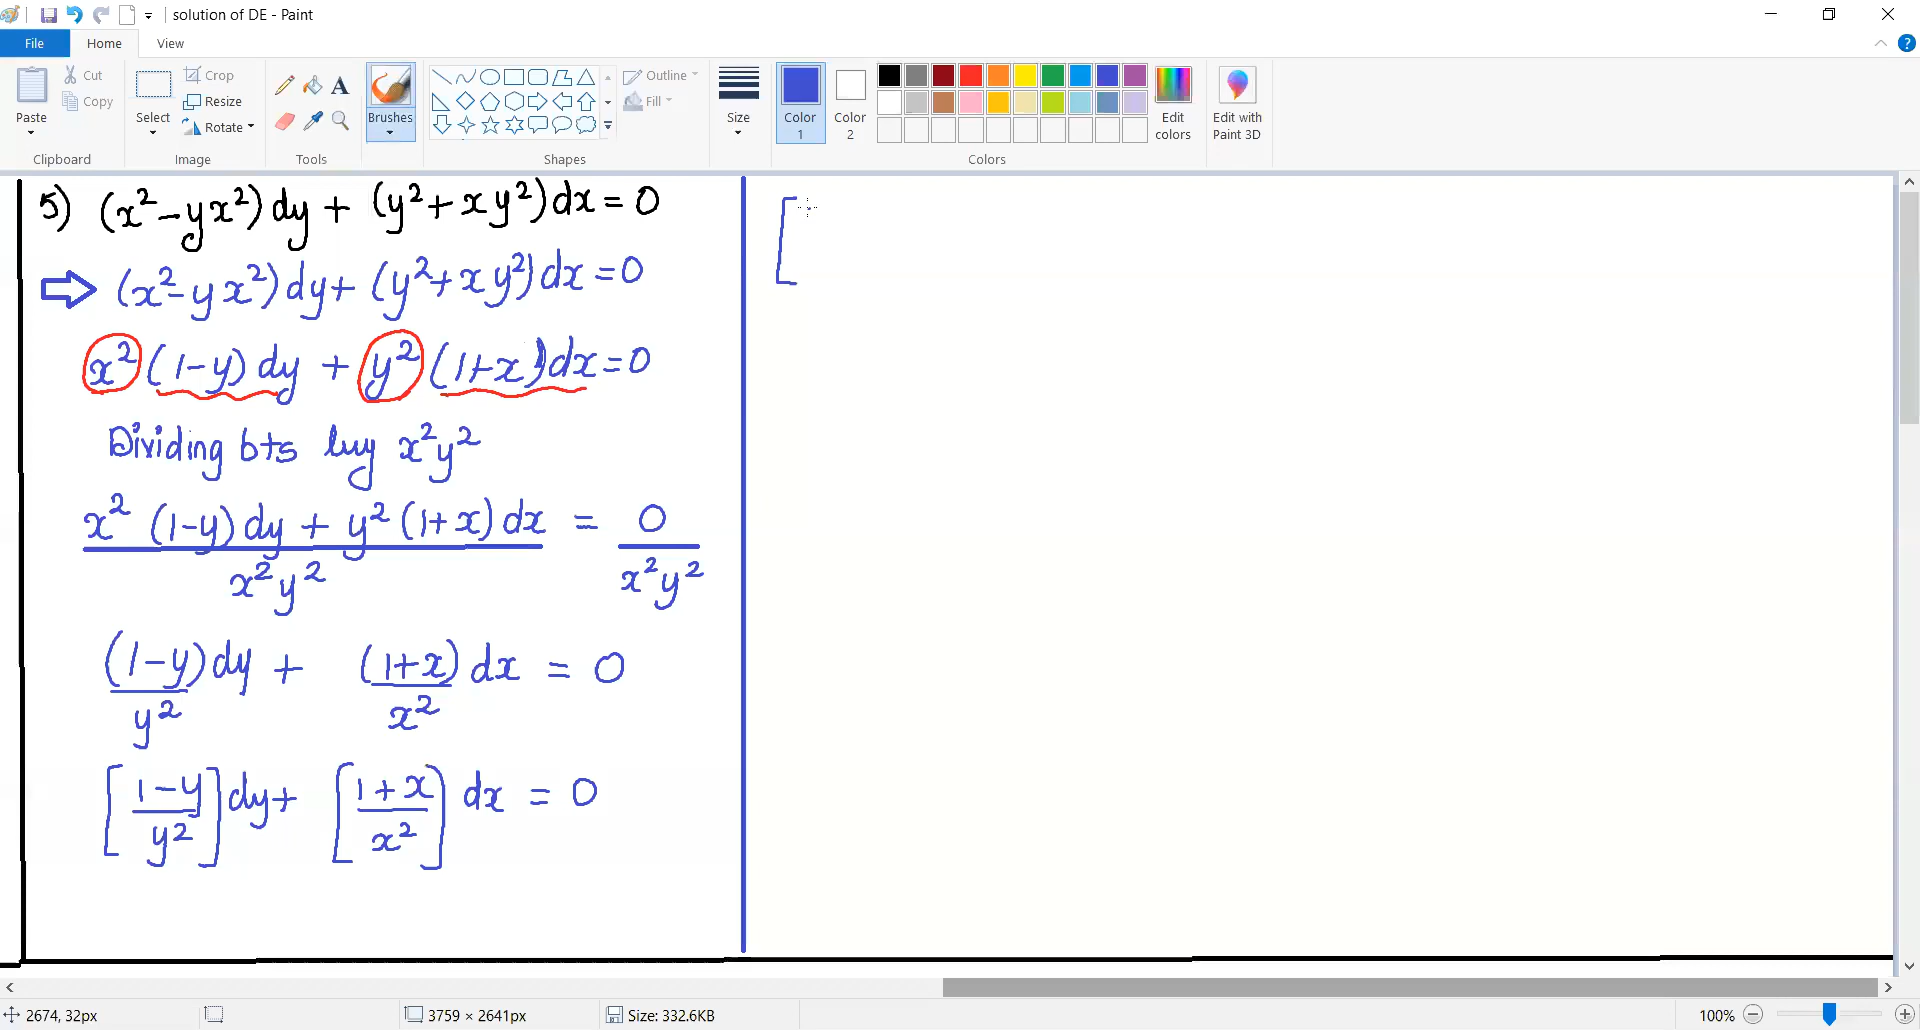 solution of DE - Paint
File Home View
Paste Cut Copy Select Crop Resize Rotate Brushes Outline Fill Size Color 1 Color 2 Edit colors Edit with Paint 3D
Clipboard Image Tools Shapes Colors
5) (x²-yx²)dy + (y²+xy²)dx = 0
⇒ (x²-yx²)dy + (y²+xy²)dx = 0
x² (1-y) dy + y² (1+x) dx = 0
Dividing bts by x²y²
x² (1-y) dy + y² (1+x) dx = 0
x²y² x²y²
(1-y)dy + (1+x) dx = 0
y² x²
[1-y]dy + [1+x] dx = 0
y² x²
[
2674, 32px 3759 × 2641px Size: 332.6KB 100%